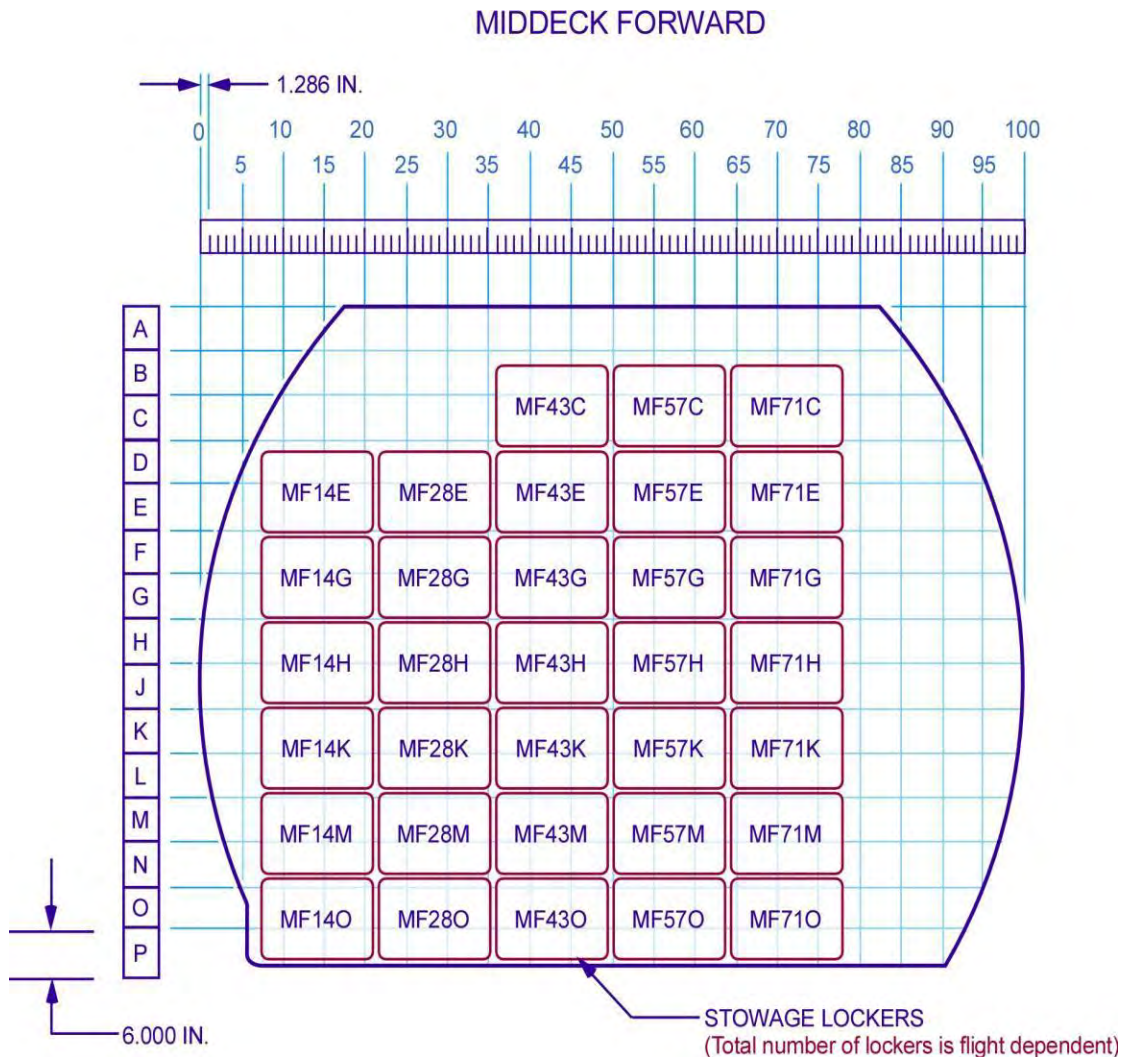 MIDDECK FORWARD
1.286 IN.
0 10 20 30 40 50 60 70 80 90 100
5 15 25 35 45 55 65 75 85 95
A
B
MF43C MF57C MF71C
C
D
MF14E MF28E MF43E MF57E MF71E
E
F
MF14G MF28G MF43G MF57G MF71G
G
H
MF14H MF28H MF43H MF57H MF71H
J
K
MF14K MF28K MF43K MF57K MF71K
L
M
MF14M MF28M MF43M MF57M MF71M
N
O
MF14O MF28O MF43O MF57O MF71O
P
STOWAGE LOCKERS
6.000 IN.
(Total number of lockers is flight dependent)